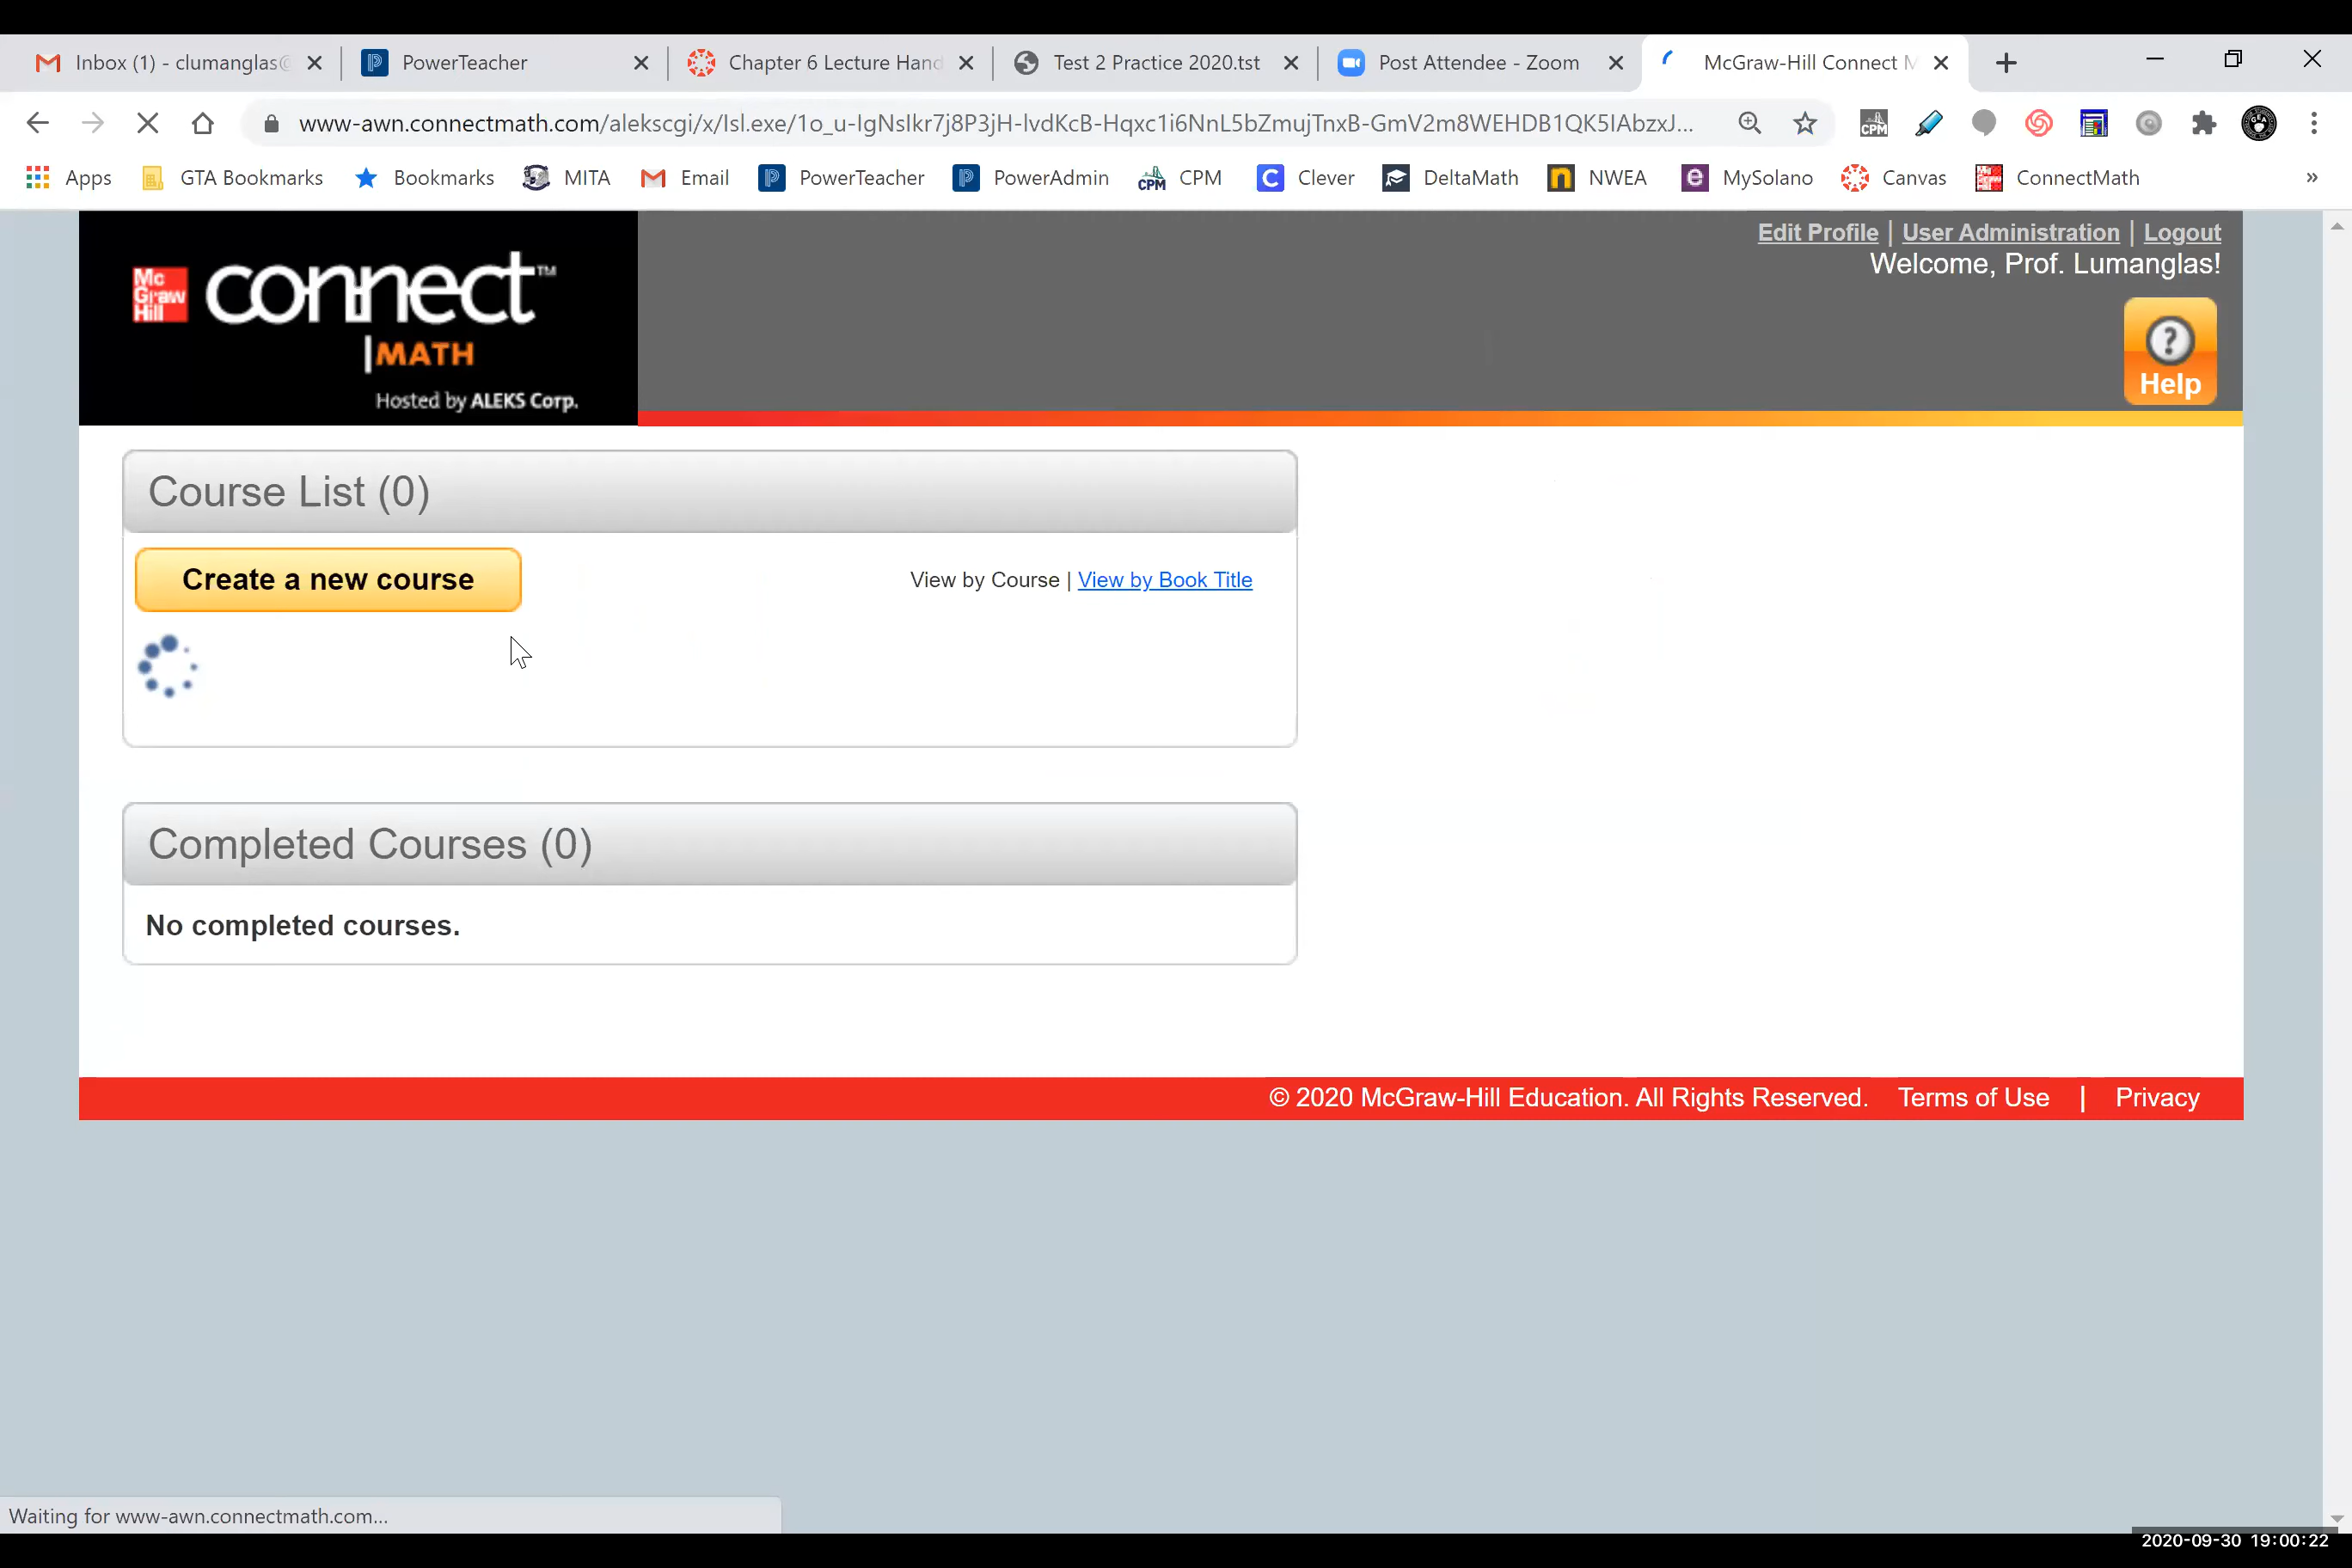 Inbox (1) - clumanglas@
PowerTeacher
Chapter 6 Lecture Hand
Test 2 Practice 2020.tst
Post Attendee - Zoom
McGraw-Hill Connect M
www-awn.connectmath.com/alekscgi/x/Isl.exe/1o_u-IgNsIkr7j8P3jH-lvdKcB-Hqxc1i6NnL5bZmujTnxB-GmV2m8WEHDB1QK5IAbzxJ...
CPM
Apps
GTA Bookmarks
Bookmarks
MITA
Email
PowerTeacher
PowerAdmin
CPM CPM
Clever
DeltaMath
NWEA
MySolano
Canvas
ConnectMath
»
Edit Profile | User Administration | Logout
Welcome, Prof. Lumanglas!
Mc Graw Hill connect™
|MATH
Hosted by ALEKS Corp.
? Help
Course List (0)
Create a new course
View by Course | View by Book Title
Completed Courses (0)
No completed courses.
© 2020 McGraw-Hill Education. All Rights Reserved. Terms of Use | Privacy
Waiting for www-awn.connectmath.com...
2020-09-30 19:00:22